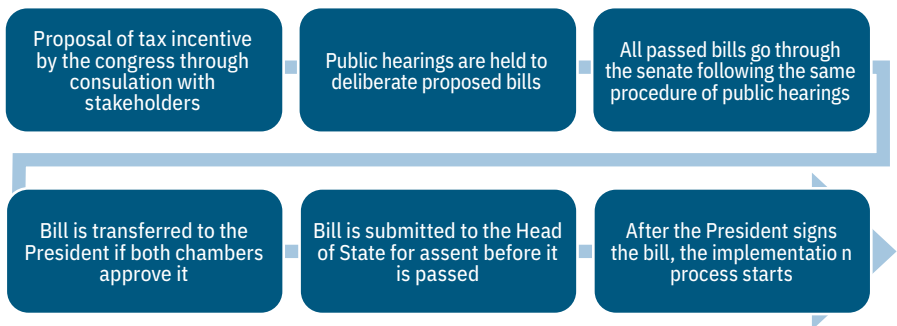 Proposal of tax incentive
by the congress through
consulation with
stakeholders
Public hearings are held to
deliberate proposed bills
All passed bills go through
the senate following the same
procedure of public hearings
Bill is transferred to the
President if both chambers
approve it
Bill is submitted to the Head
of State for assent before it
is passed
After the President signs
the bill, the implementatio n
process starts